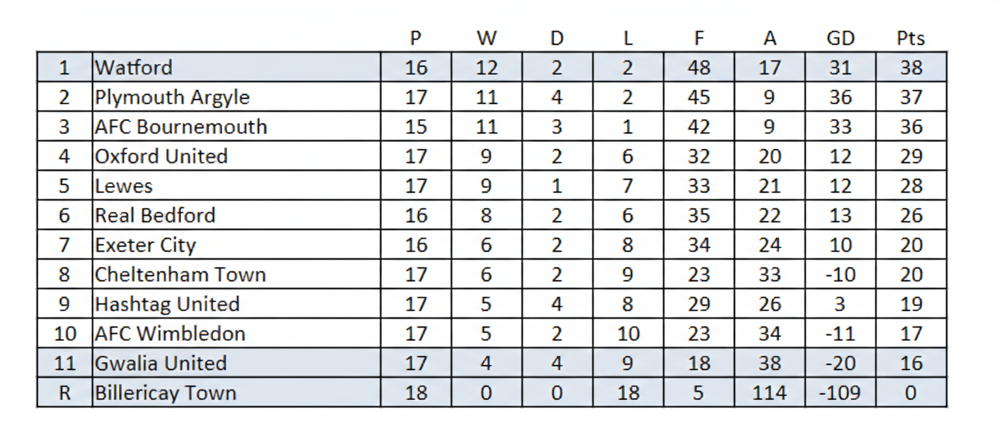 P W D L F A GD Pts
1 Watford 16 12 2 2 48 17 31 38
2 Plymouth Argyle 17 11 4 2 45 9 36 37
3 AFC Bournemouth 15 11 3 1 42 9 33 36
4 Oxford United 17 9 2 6 32 20 12 29
5 Lewes 17 9 1 7 33 21 12 28
6 Real Bedford 16 8 2 6 35 22 13 26
7 Exeter City 16 6 2 8 34 24 10 20
8 Cheltenham Town 17 6 2 9 23 33 -10 20
9 Hashtag United 17 5 4 8 29 26 3 19
10 AFC Wimbledon 17 5 2 10 23 34 -11 17
11 Gwalia United 17 4 4 9 18 38 -20 16
R Billericay Town 18 0 0 18 5 114 -109 0